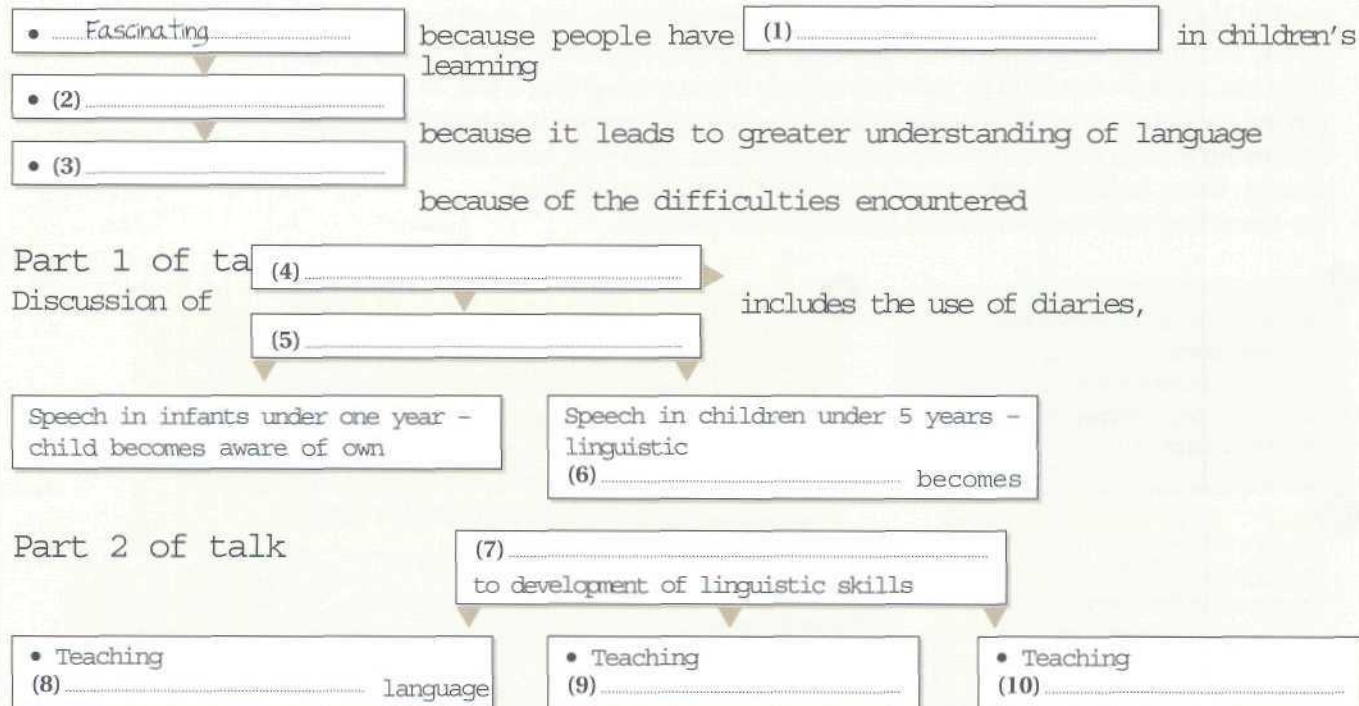 • Fascinating because people have (1) in children's
learning
• (2)
because it leads to greater understanding of language
• (3)
because of the difficulties encountered
Part 1 of ta
(4)
Discussion of includes the use of diaries,
(5)
Speech in infants under one year –
child becomes aware of own
Speech in children under 5 years –
linguistic
(6) becomes
Part 2 of talk
(7)
to development of linguistic skills
• Teaching
(8) language
• Teaching
(9)
• Teaching
(10)